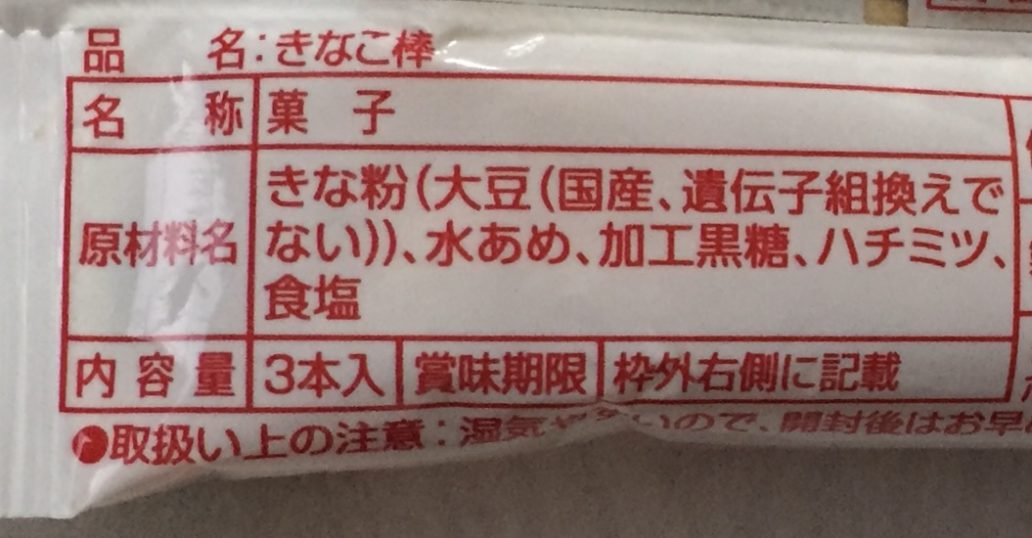 品 名:きなこ棒
名 称 菓 子
原材料名 きな粉(大豆(国産、遺伝子組換えで
ない))、水あめ、加工黒糖、ハチミツ、
食塩
内容量 3本入 賞味期限 枠外右側に記載
●取扱い上の注意:湿気やすいので、開封後はお早